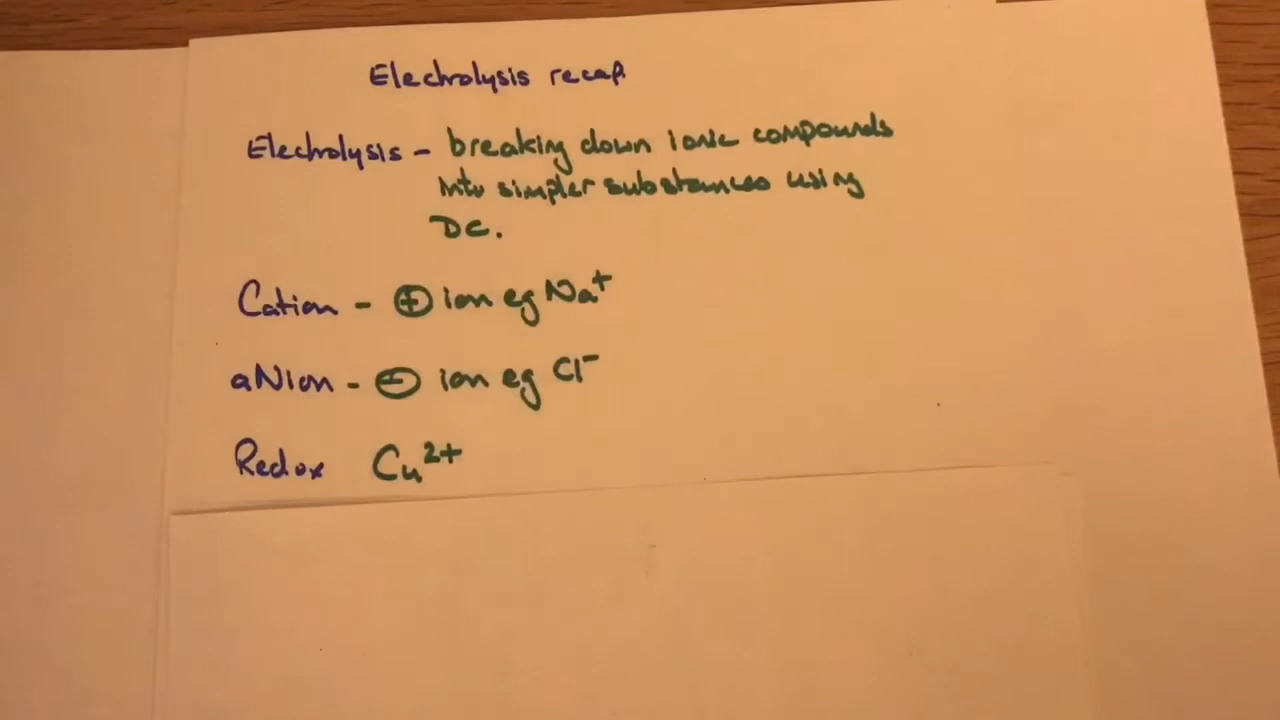 Electrolysis recap
Electrolysis - breaking down ionic compounds
into simpler substances using
DC.
Cation - ⊕ ion eg Na⁺
aNion - ⊖ ion eg Cl⁻
Redox Cu²⁺